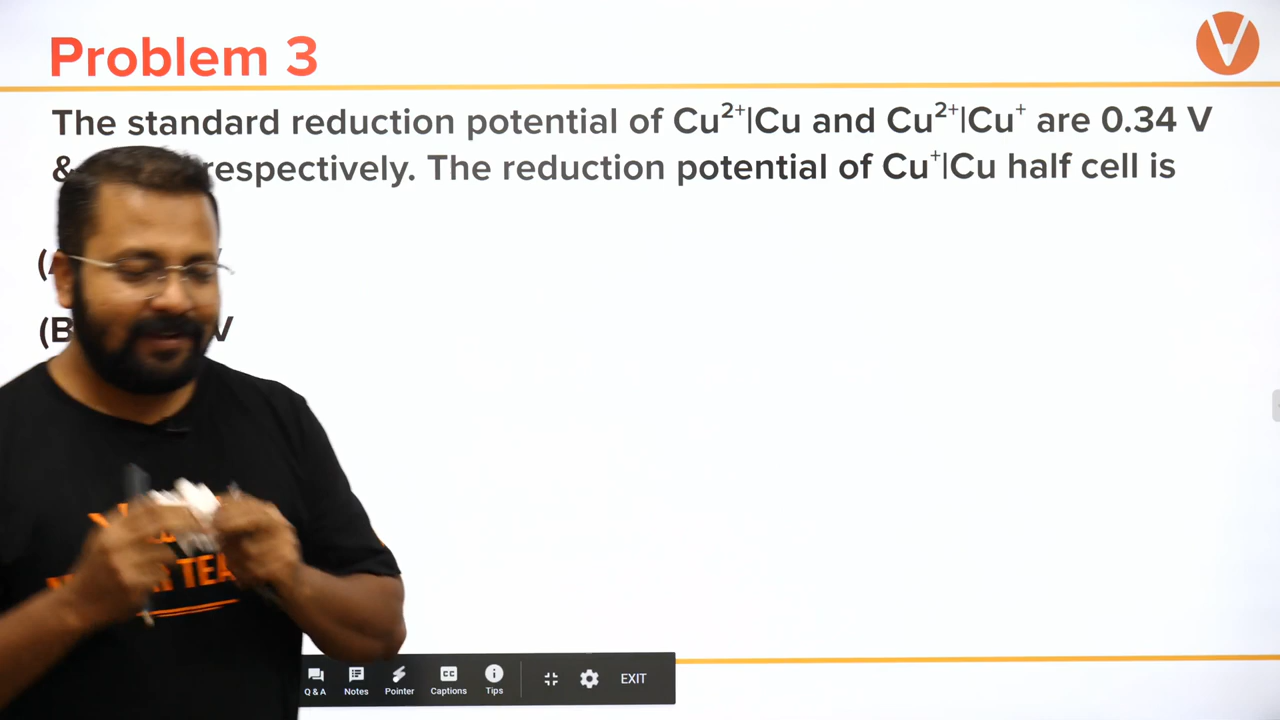 Problem 3
The standard reduction potential of Cu²⁺|Cu and Cu²⁺|Cu⁺ are 0.34 V
& respectively. The reduction potential of Cu⁺|Cu half cell is
(B V
TEA
Q & A Notes Pointer Captions Tips EXIT